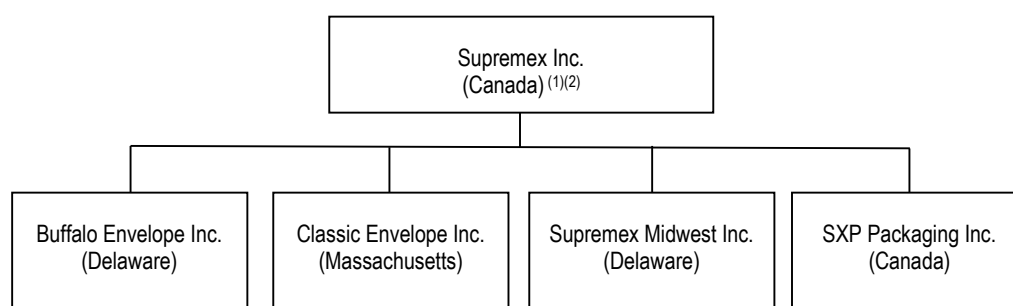 Supremex Inc.
(Canada) (1)(2)
Buffalo Envelope Inc.
(Delaware)
Classic Envelope Inc.
(Massachusetts)
Supremex Midwest Inc.
(Delaware)
SXP Packaging Inc.
(Canada)